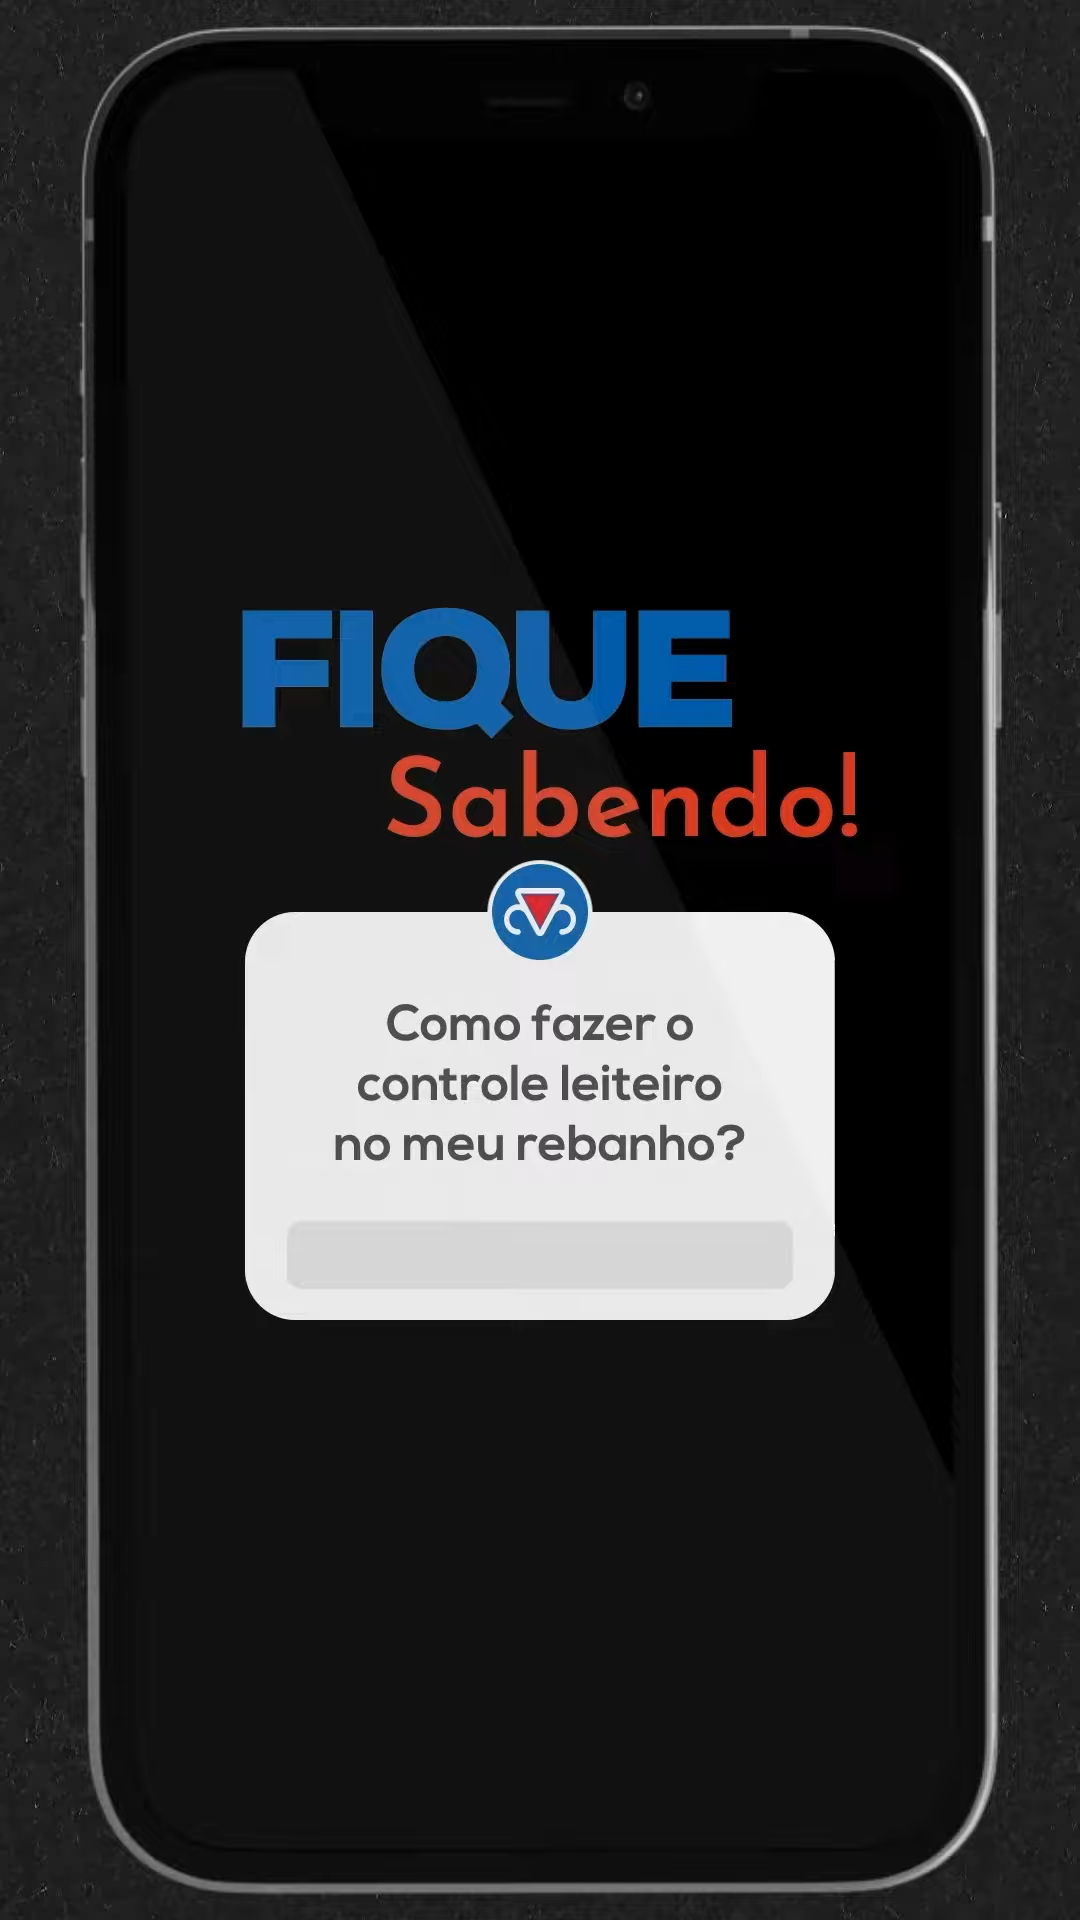 FIQUE
Sabendo!
Como fazer o
controle leiteiro
no meu rebanho?